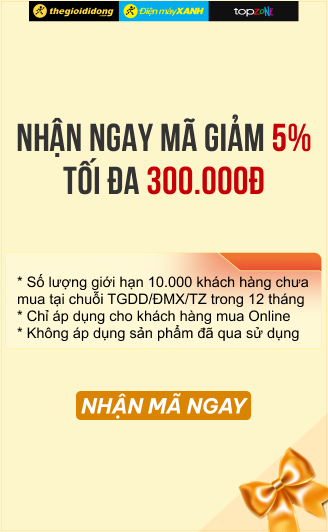 thegioididong Điện máy XANH topzone
NHẬN NGAY MÃ GIẢM 5%
TỐI ĐA 300.000Đ
* Số lượng giới hạn 10.000 khách hàng chưa
mua tại chuỗi TGDD/ĐMX/TZ trong 12 tháng
* Chỉ áp dụng cho khách hàng mua Online
* Không áp dụng sản phẩm đã qua sử dụng
NHẬN MÃ NGAY